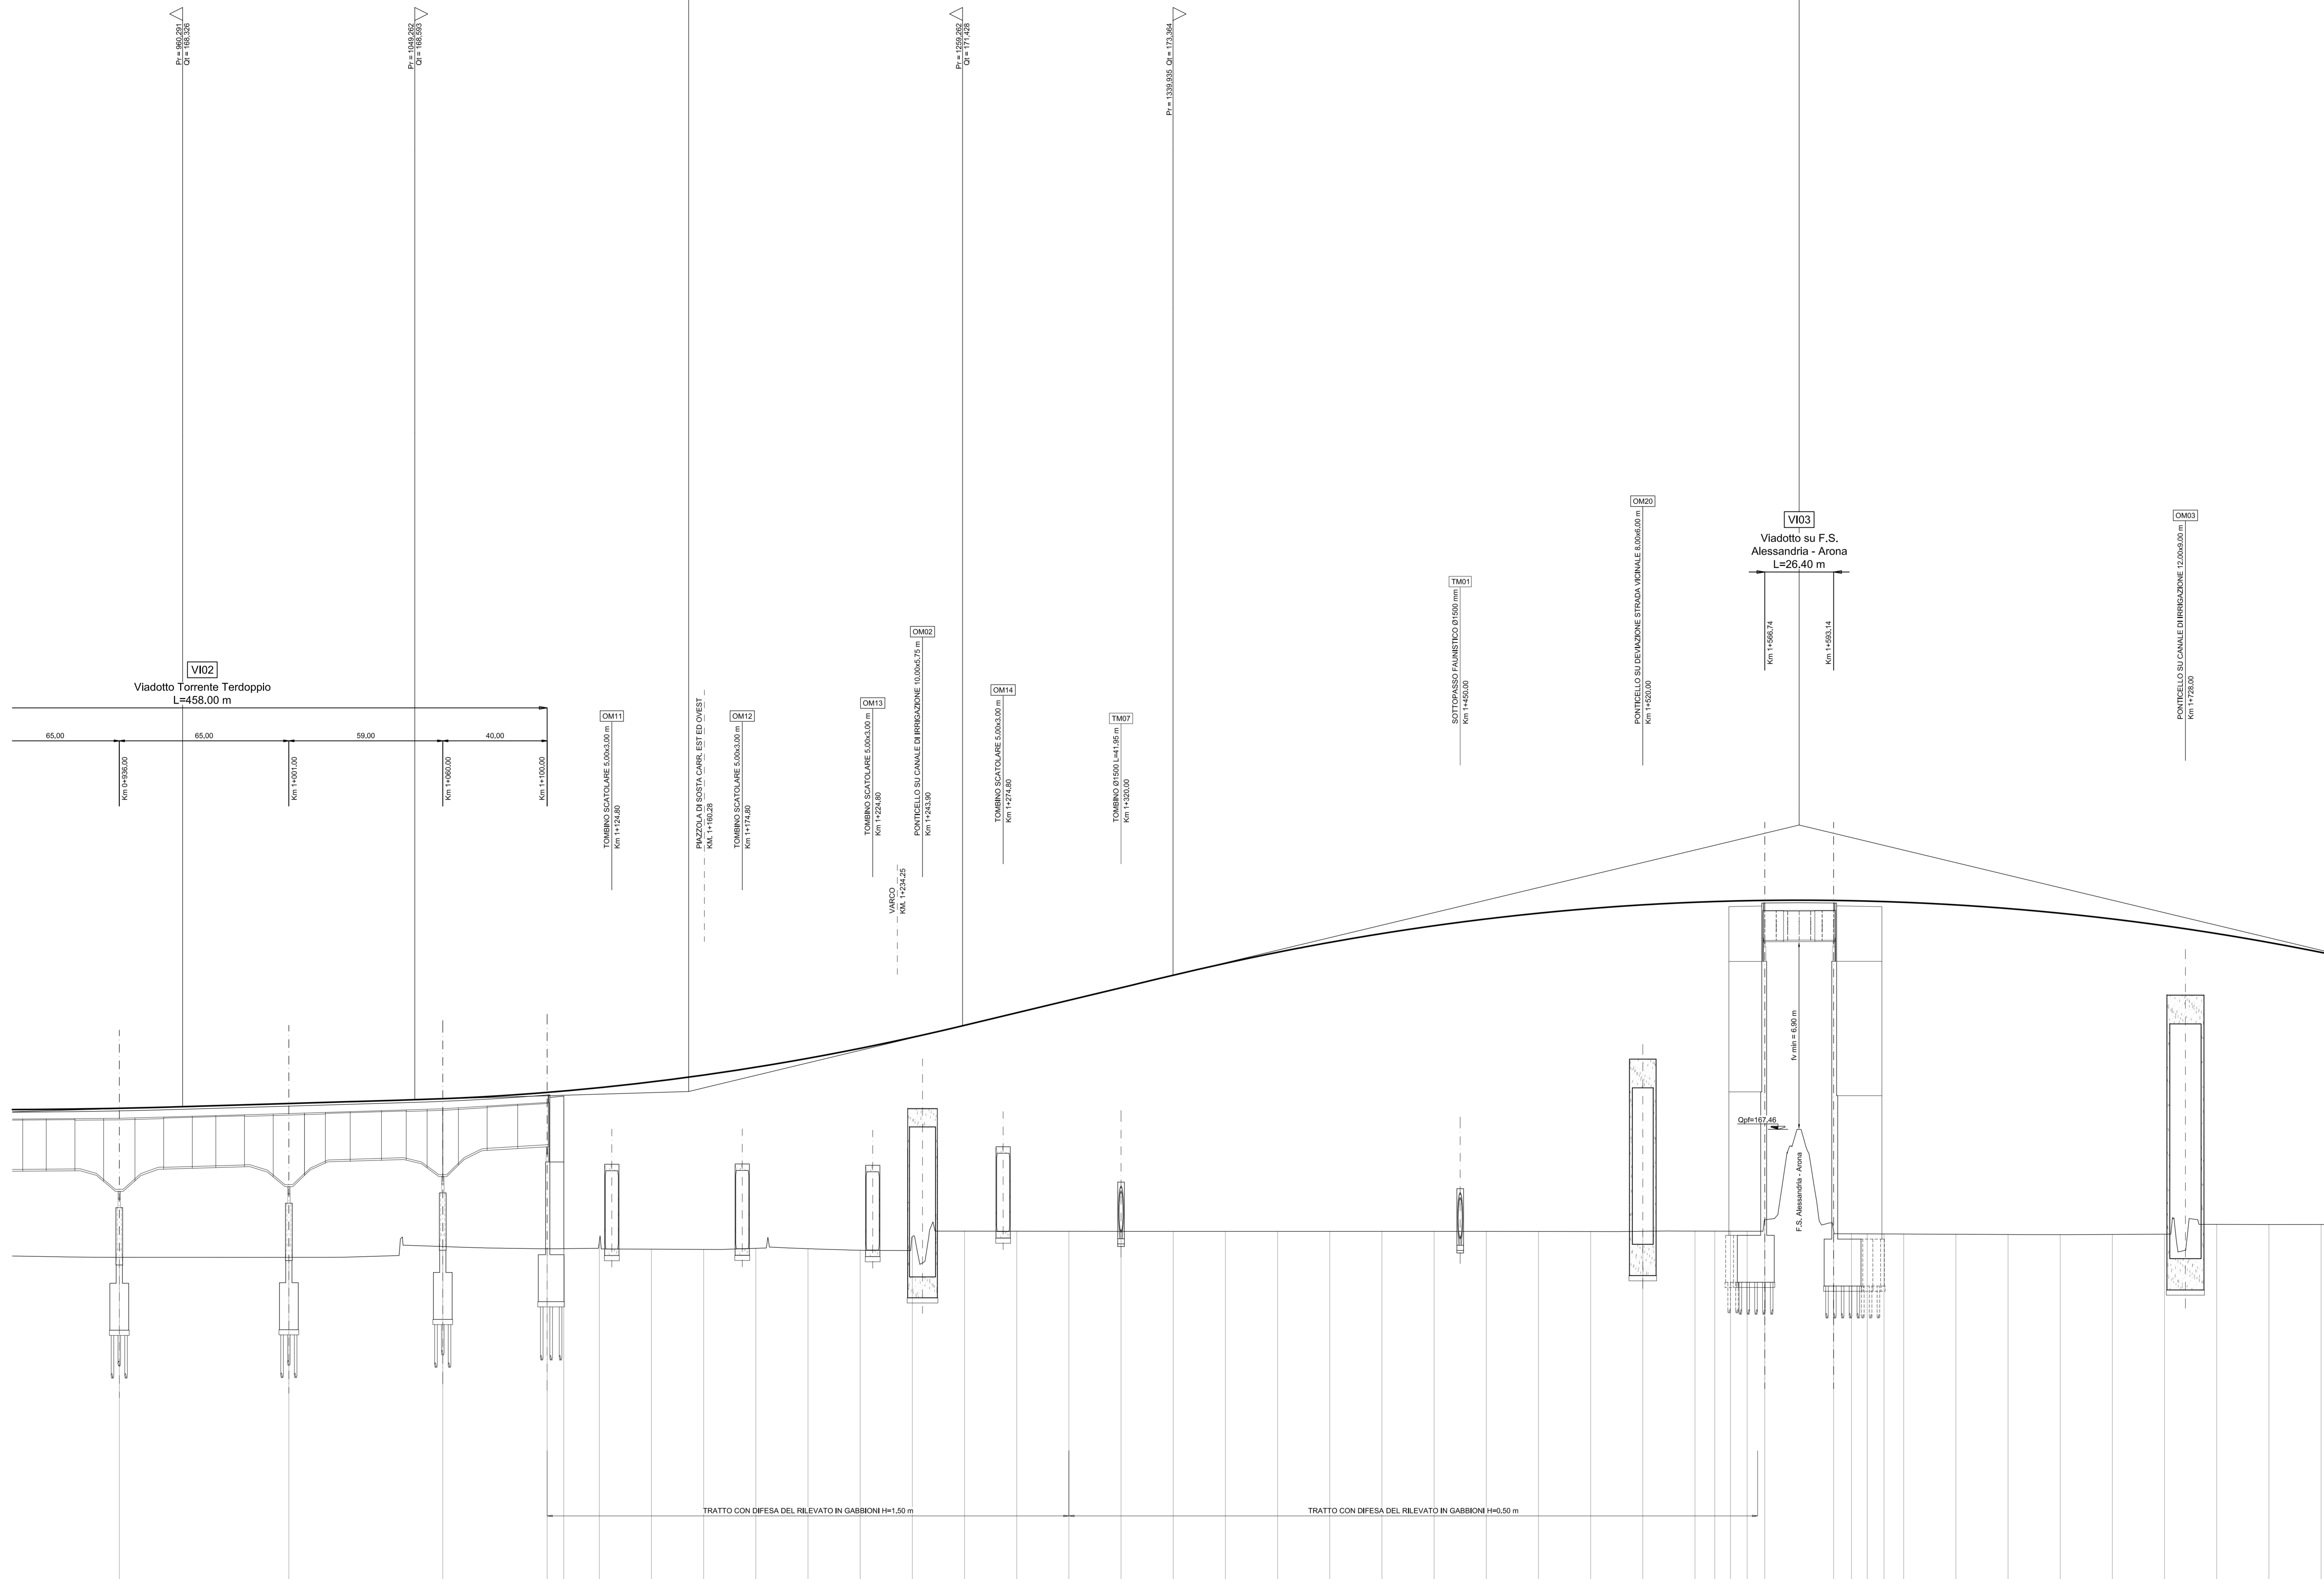 Pr = 960,291
Qt = 168,326
Pr = 1049,262
Qt = 168,593
Pr = 1259,262
Qt = 171,428
Pr = 1339,935 Qt = 173,364
VI02
Viadotto Torrente Terdoppio
L=458.00 m
65,00
65,00
59,00
40,00
Km 0+936,00
Km 1+001,00
Km 1+060,00
Km 1+100,00
OM11
TOMBINO SCATOLARE 5,00x3,00 m
Km 1+124,80
PIAZZOLA DI SOSTA CARR. EST ED OVEST
KM. 1+160,28
OM12
TOMBINO SCATOLARE 5,00x3,00 m
Km 1+174,80
OM13
TOMBINO SCATOLARE 5,00x3,00 m
Km 1+224,80
VARCO
KM. 1+234.25
OM02
PONTICELLO SU CANALE DI IRRIGAZIONE 10,00x5,75 m
Km 1+243,90
OM14
TOMBINO SCATOLARE 5,00x3,00 m
Km 1+274,80
TM07
TOMBINO Ø1500 L=41,95 m
Km 1+320,00
TM01
SOTTOPASSO FAUNISTICO Ø1500 mm
Km 1+450,00
OM20
PONTICELLO SU DEVIAZIONE STRADA VICINALE 8,00x6,00 m
Km 1+520,00
VI03
Viadotto su F.S.
Alessandria - Arona
L=26.40 m
Km 1+566,74
Km 1+593,14
OM03
PONTICELLO SU CANALE DI IRRIGAZIONE 12,00x9,00 m
Km 1+728,00
fv min = 6,90 m
Qpf=167,46
F.S. Alessandria - Arona
TRATTO CON DIFESA DEL RILEVATO IN GABBIONI H=1,50 m
TRATTO CON DIFESA DEL RILEVATO IN GABBIONI H=0,50 m